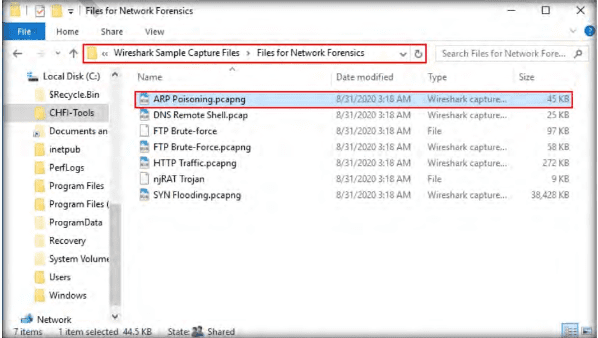 Files for Network Forensics
File Home Share View
« Wireshark Sample Capture Files › Files for Network Forensics Search Files for Network Fore...
Local Disk (C:) Name Date modified Type Size
$Recycle.Bin ARP Poisoning.pcapng 8/31/2020 3:18 AM Wireshark capture... 45 KB
CHFI-Tools DNS Remote Shell.pcap 8/31/2020 3:18 AM Wireshark capture... 25 KB
Documents an FTP Brute-force 8/31/2020 3:18 AM File 97 KB
inetpub FTP Brute-Force.pcapng 8/31/2020 3:18 AM Wireshark capture... 58 KB
PerfLogs HTTP Traffic.pcapng 8/31/2020 3:18 AM Wireshark capture... 272 KB
Program Files njRAT Trojan 8/31/2020 3:18 AM File 9 KB
Program Files ( SYN Flooding.pcapng 8/31/2020 3:18 AM Wireshark capture... 38,428 KB
ProgramData
Recovery
System Volume
Users
Windows
Network
7 items 1 item selected 44.5 KB State: Shared